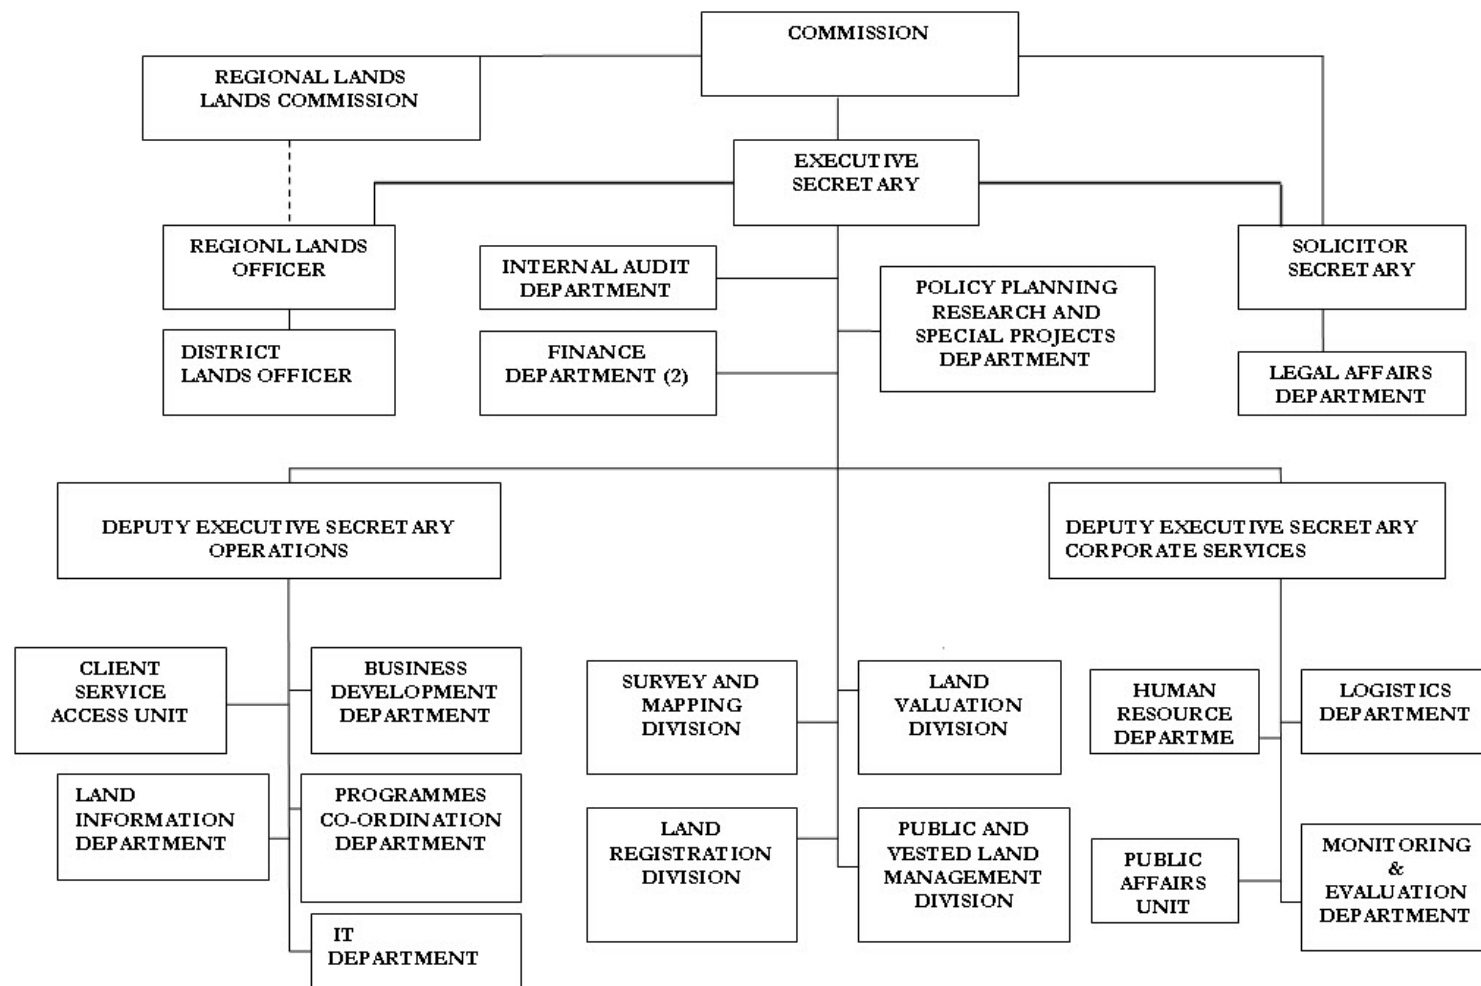 COMMISSION
REGIONAL LANDS
LANDS COMMISSION
EXECUTIVE
SECRETARY
REGIONL LANDS
OFFICER
INTERNAL AUDIT
DEPARTMENT
POLICY PLANNING
RESEARCH AND
SPECIAL PROJECTS
DEPARTMENT
SOLICITOR
SECRETARY
DISTRICT
LANDS OFFICER
FINANCE
DEPARTMENT (2)
LEGAL AFFAIRS
DEPARTMENT
DEPUTY EXECUTIVE SECRETARY
OPERATIONS
DEPUTY EXECUTIVE SECRETARY
CORPORATE SERVICES
CLIENT
SERVICE
ACCESS UNIT
BUSINESS
DEVELOPMENT
DEPARTMENT
SURVEY AND
MAPPING
DIVISION
LAND
VALUATION
DIVISION
HUMAN
RESOURCE
DEPARTME
LOGISTICS
DEPARTMENT
LAND
INFORMATION
DEPARTMENT
PROGRAMMES
CO-ORDINATION
DEPARTMENT
LAND
REGISTRATION
DIVISION
PUBLIC AND
VESTED LAND
MANAGEMENT
DIVISION
PUBLIC
AFFAIRS
UNIT
MONITORING
&
EVALUATION
DEPARTMENT
IT
DEPARTMENT